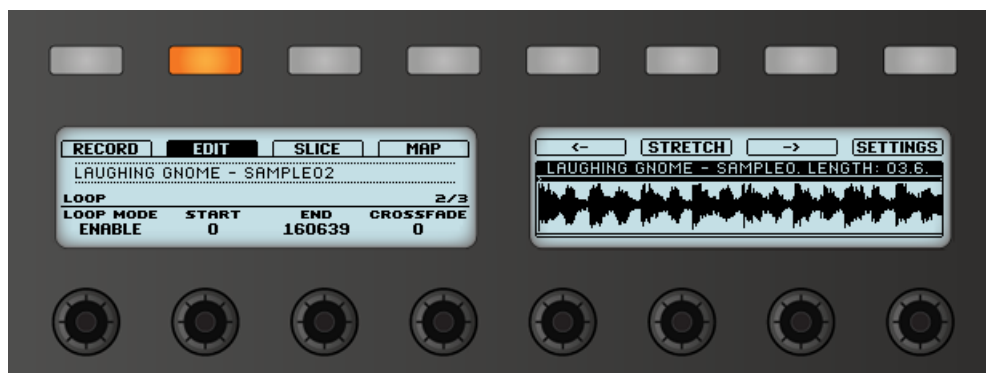 RECORD EDIT SLICE MAP
LAUGHING GNOME - SAMPLE02
LOOP 2/3
LOOP MODE START END CROSSFADE
ENABLE 0 160639 0
<- STRETCH -> SETTINGS
LAUGHING GNOME - SAMPLE0. LENGTH: 03.6.